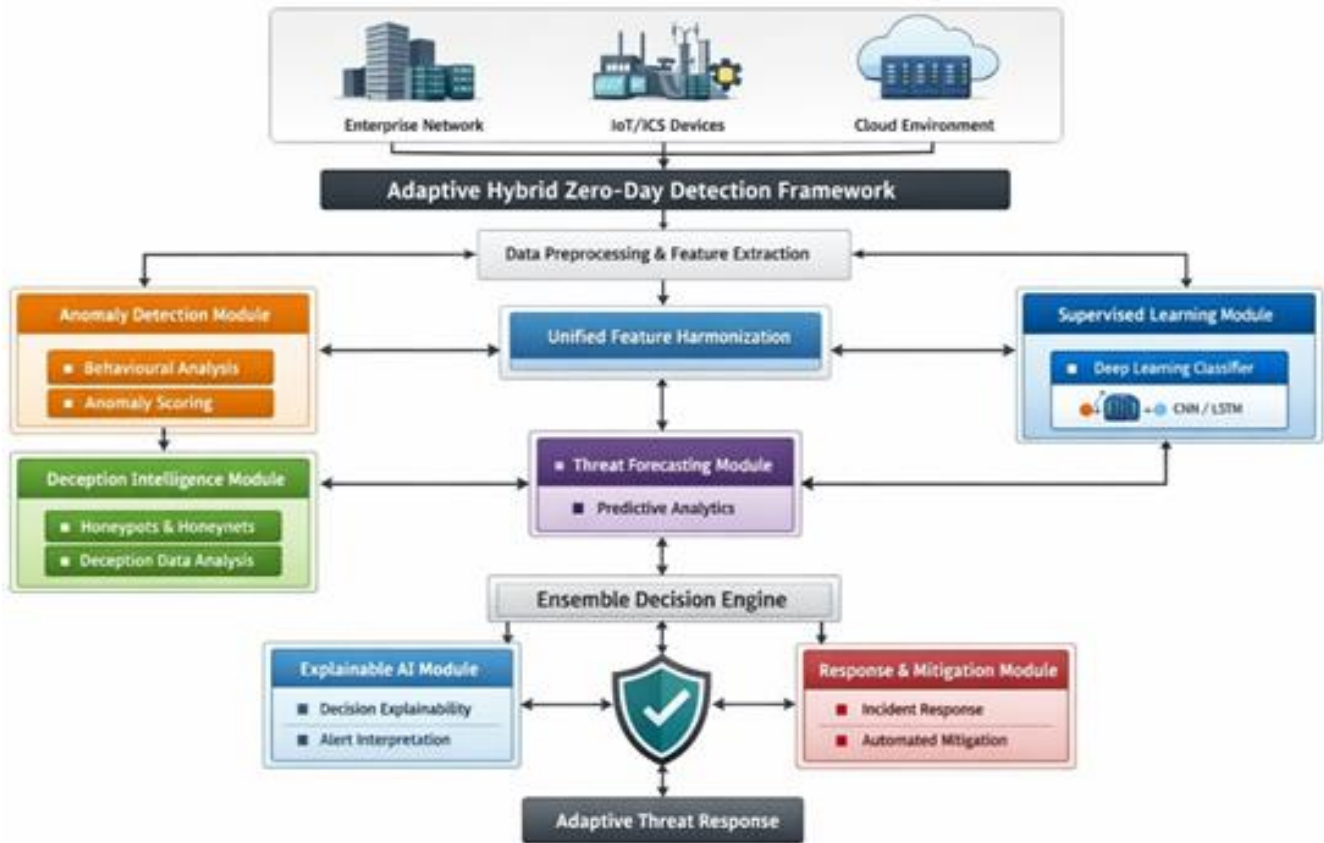 Enterprise Network
IoT/ICS Devices
Cloud Environment
Adaptive Hybrid Zero-Day Detection Framework
Data Preprocessing & Feature Extraction
Anomaly Detection Module
Behavioural Analysis
Anomaly Scoring
Unified Feature Harmonization
Supervised Learning Module
Deep Learning Classifier
CNN / LSTM
Deception Intelligence Module
Honeypots & Honeynets
Deception Data Analysis
Threat Forecasting Module
Predictive Analytics
Ensemble Decision Engine
Explainable AI Module
Decision Explainability
Alert Interpretation
Response & Mitigation Module
Incident Response
Automated Mitigation
Adaptive Threat Response